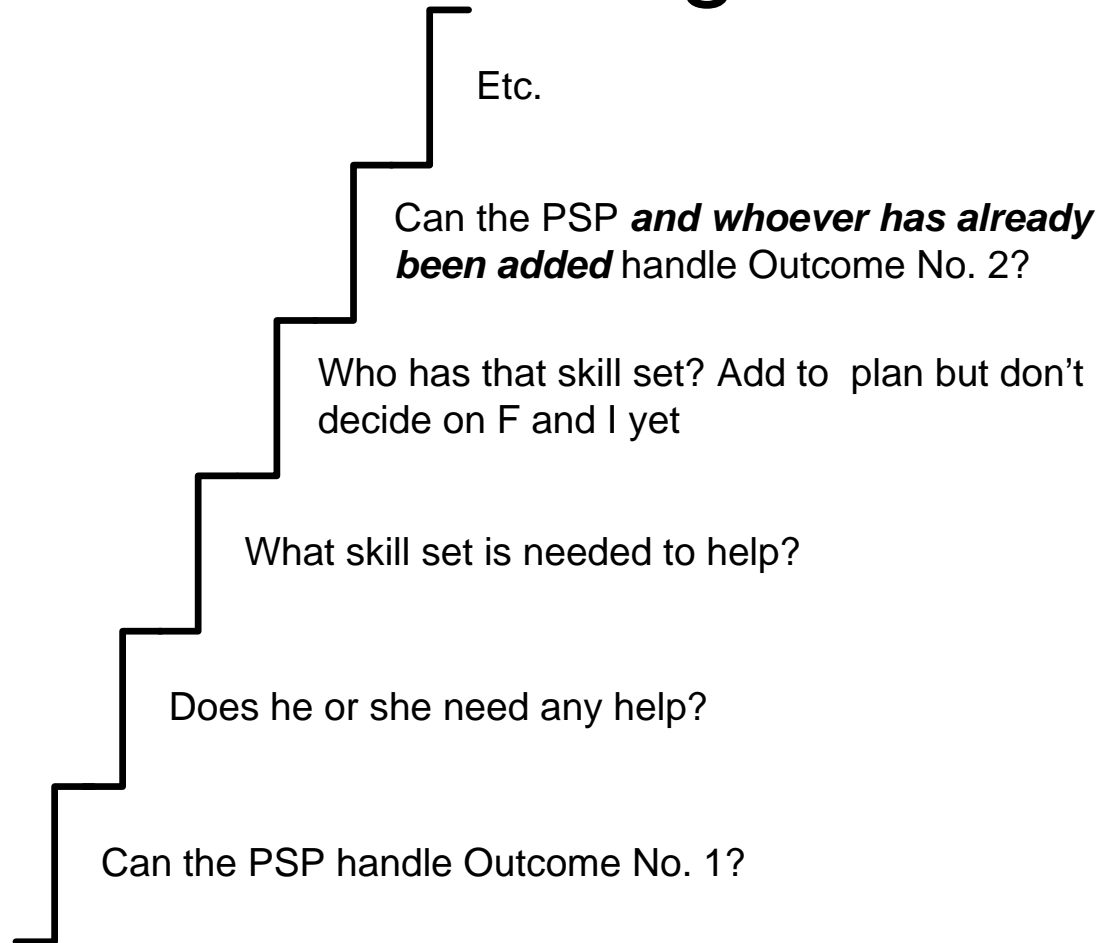 Etc.
Can the PSP and whoever has already
been added handle Outcome No. 2?
Who has that skill set? Add to  plan but don’t
decide on F and I yet
What skill set is needed to help?
Does he or she need any help?
Can the PSP handle Outcome No. 1?